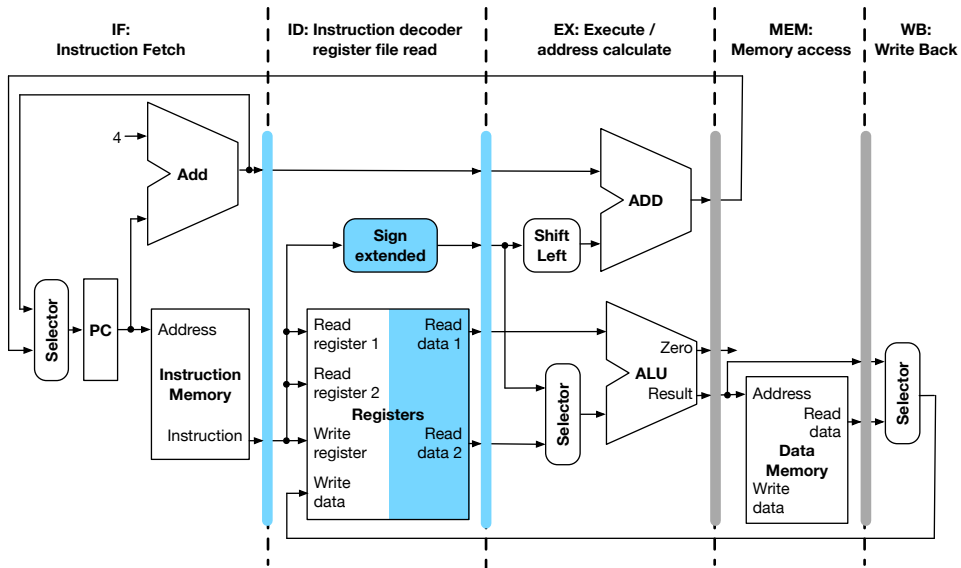 IF:
Instruction Fetch
ID: Instruction decoder
register file read
EX: Execute /
address calculate
MEM:
Memory access
WB:
Write Back
4
Add
ADD
Sign
extended
Shift
Left
Selector
PC
Address
Instruction
Memory
Instruction
Read
register 1
Read
register 2
Registers
Write
register
Write
data
Read
data 1
Read
data 2
Selector
Zero
ALU
Result
Address
Read
data
Data
Memory
Write
data
Selector